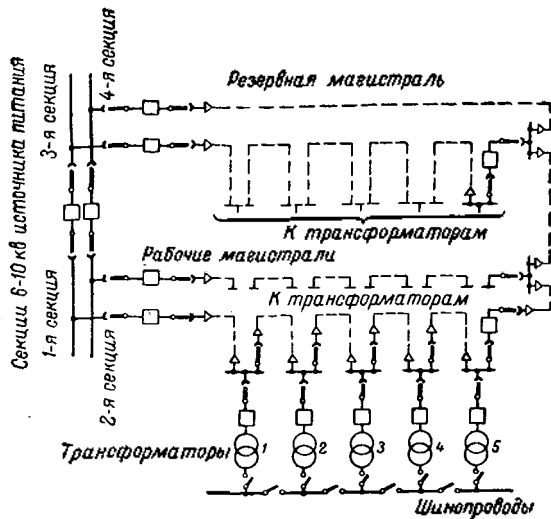 Секции 6-10 кв источника питания
3-я секция
4-я секция
1-я секция
2-я секция
Резервная магистраль
К трансформаторам
Рабочие магистрали
К трансформаторам
Трансформаторы 1 2 3 4 5
Шинопроводы